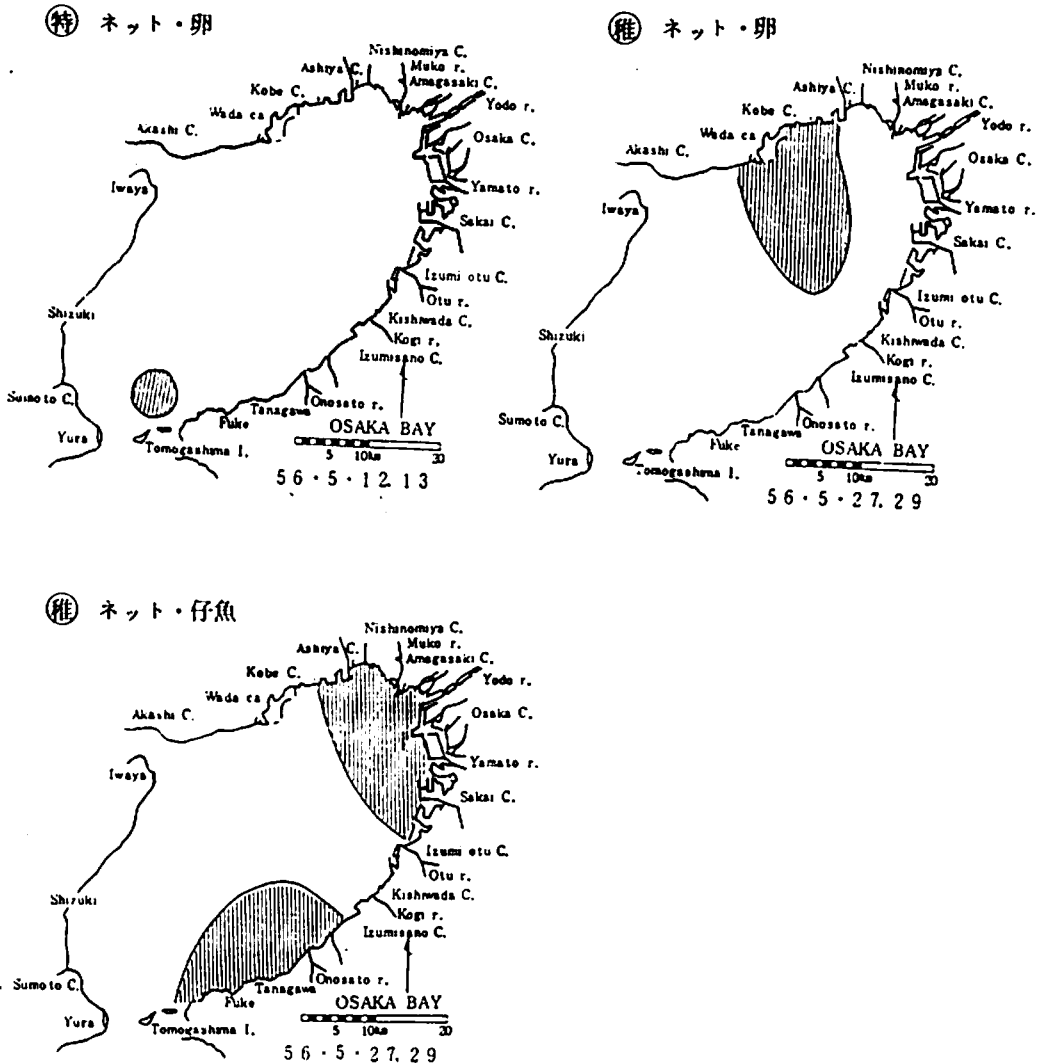 特 ネット・卵
Nishinomiya C.
Ashiya C.
Muko r.
Amagasaki C.
Kobe C.
Yodo r.
Wada ca
Akashi C.
Osaka C.
Iwaya
Yamato r.
Sakai C.
Izumi otu C.
Otu r.
Shizuki
Kishiwada C.
Kogi r.
Izumisano C.
Sumoto C.
Onosato r.
Tanagawa
Fuke
Yura
OSAKA BAY
Tomogashima I.
5 10km 20
56・5・12.13
稚 ネット・卵
Nishinomiya C.
Ashiya C.
Muko r.
Amagasaki C.
Kobe C.
Yodo r.
Wada ca
Akashi C.
Osaka C.
Iwaya
Yamato r.
Sakai C.
Izumi otu C.
Otu r.
Shizuki
Kishiwada C.
Kogi r.
Izumisano C.
Sumoto C.
Onosato r.
Tanagawa
Fuke
Yura
OSAKA BAY
Tomogashima I.
5 10km 20
56・5・27.29
稚 ネット・仔魚
Nishinomiya C.
Ashiya C.
Muko r.
Amagasaki C.
Kobe C.
Yodo r.
Wada ca
Akashi C.
Osaka C.
Iwaya
Yamato r.
Sakai C.
Izumi otu C.
Otu r.
Shizuki
Kishiwada C.
Kogi r.
Izumisano C.
Sumoto C.
Onosato r.
Tanagawa
Fuke
Yura
OSAKA BAY
Tomogashima I.
5 10km 20
56・5・27.29